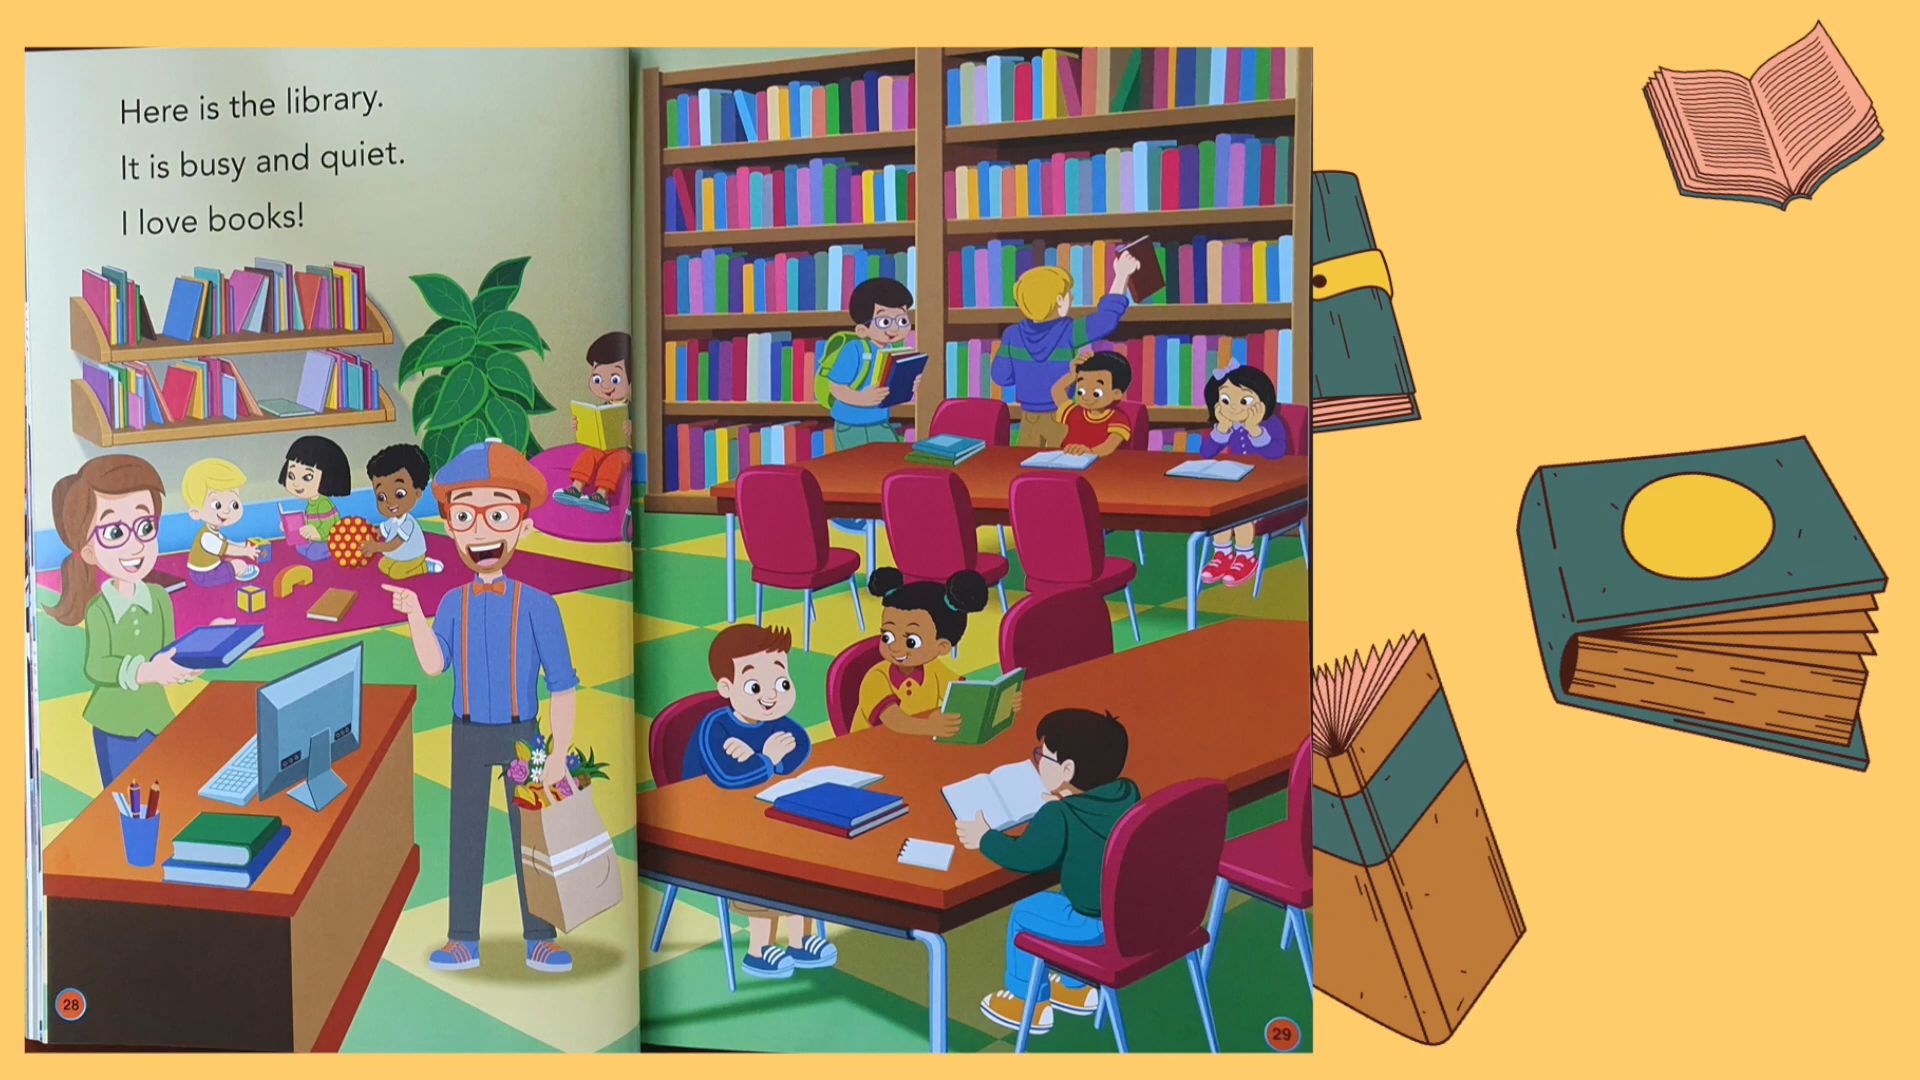 Here is the library.
It is busy and quiet.
I love books!
28
29